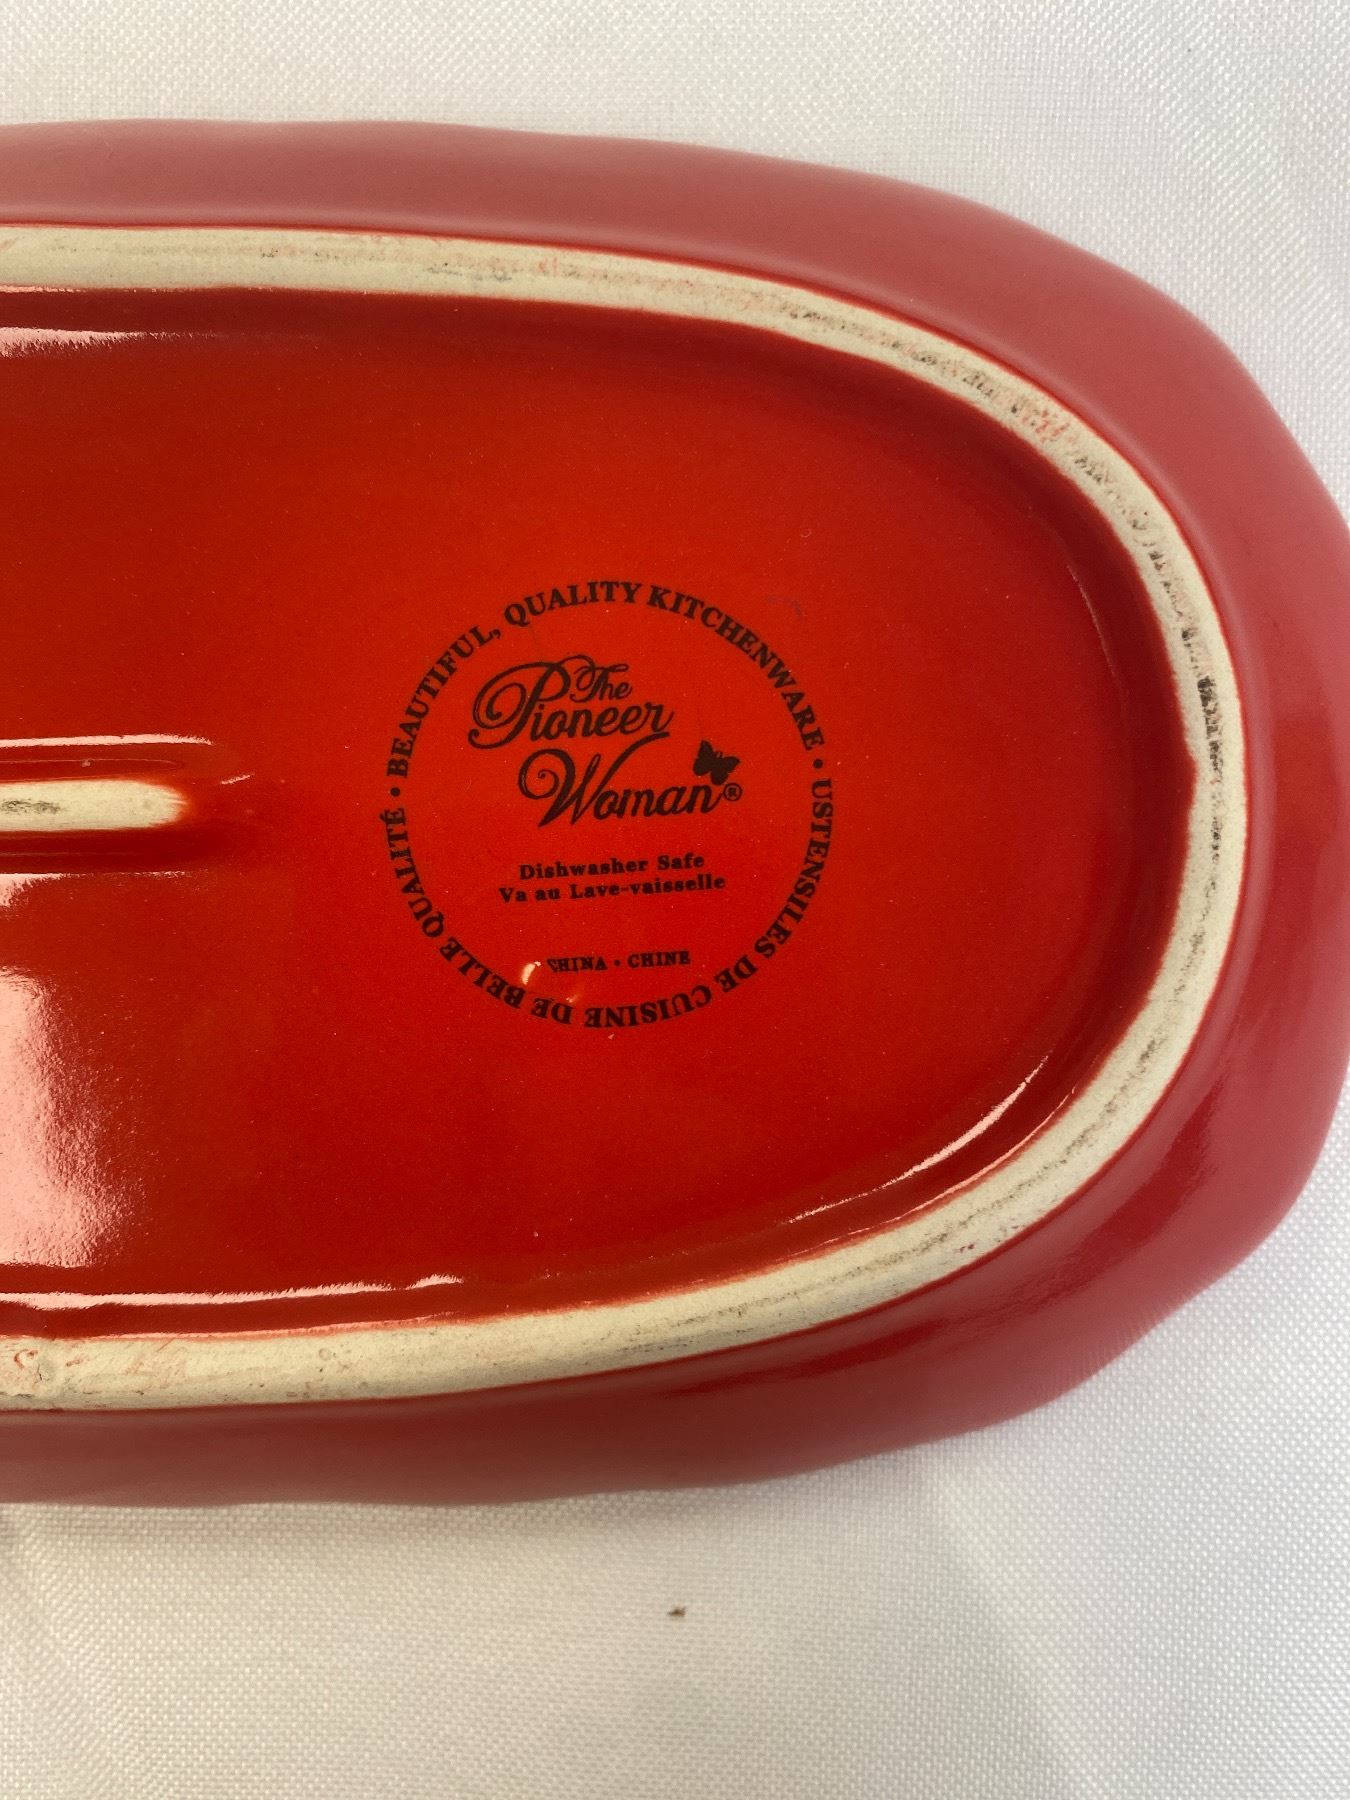 • BEAUTIFUL, QUALITY KITCHENWARE •
The
Pioneer
Woman®
Dishwasher Safe
Va au Lave-vaisselle
CHINA • CHINE
USTENSILES DE CUISINE DE BELLE QUALITÉ